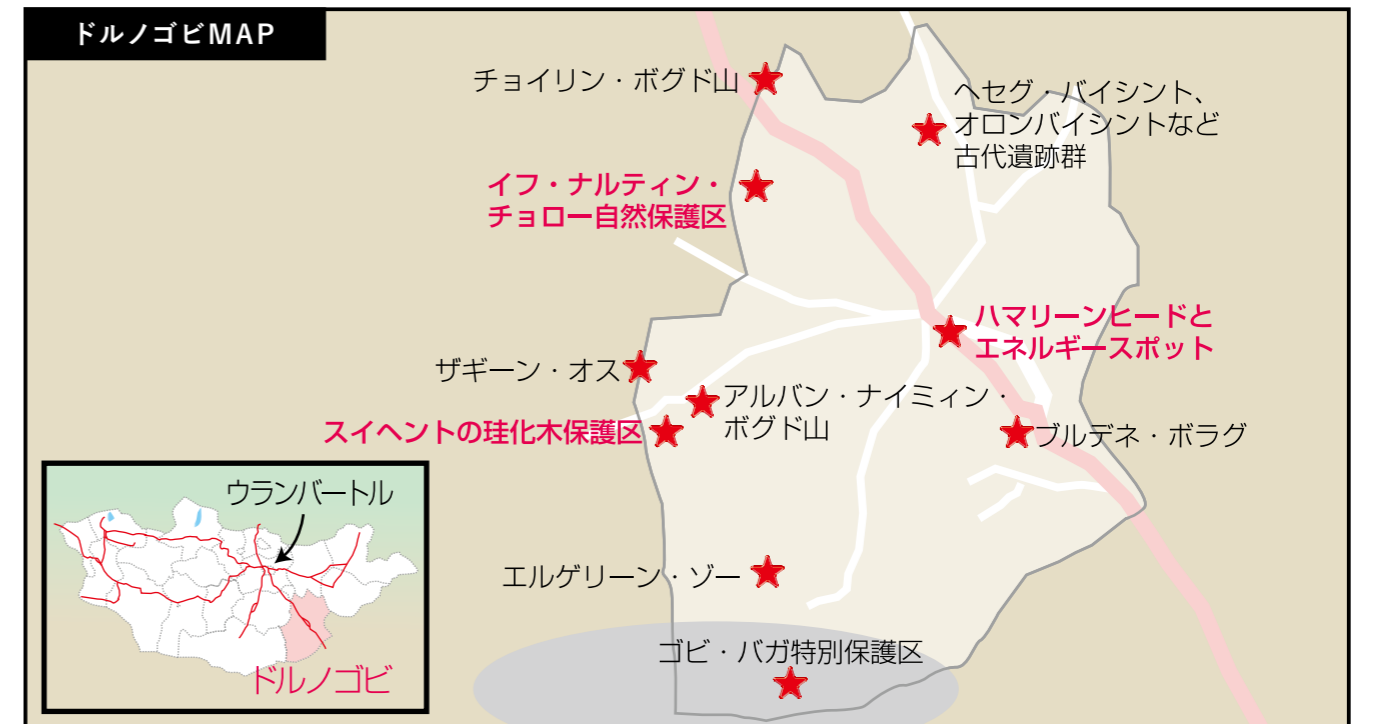 ドルノゴビMAP
チョイリン・ボグド山
ヘセグ・バイシント、
オロンバイシントなど
古代遺跡群
イフ・ナルティン・
チョロー自然保護区
ハマリーンヒードと
エネルギースポット
ザギーン・オス
アルバン・ナイミィン・
ボグド山
スイヘントの珪化木保護区
ブルデネ・ボラグ
ウランバートル
エルゲリーン・ゾー
ゴビ・バガ特別保護区
ドルノゴビ